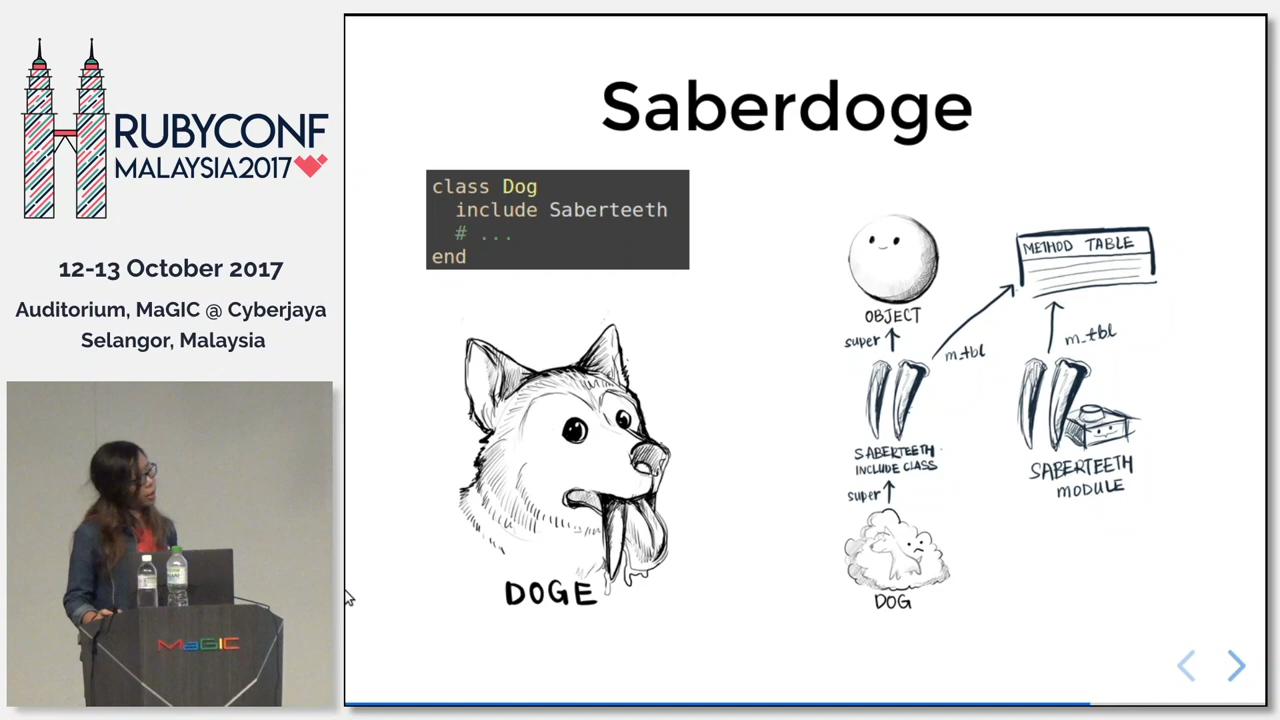 RUBYCONF
MALAYSIA2017
12-13 October 2017
Auditorium, MaGIC @ Cyberjaya
Selangor, Malaysia
MaGIC
Saberdoge
class Dog
include Saberteeth
# ...
end
DOGE
OBJECT
super
m_tbl
METHOD TABLE
m_tbl
SABERTEETH
INCLUDE CLASS
super
DOG
SABERTEETH
MODULE